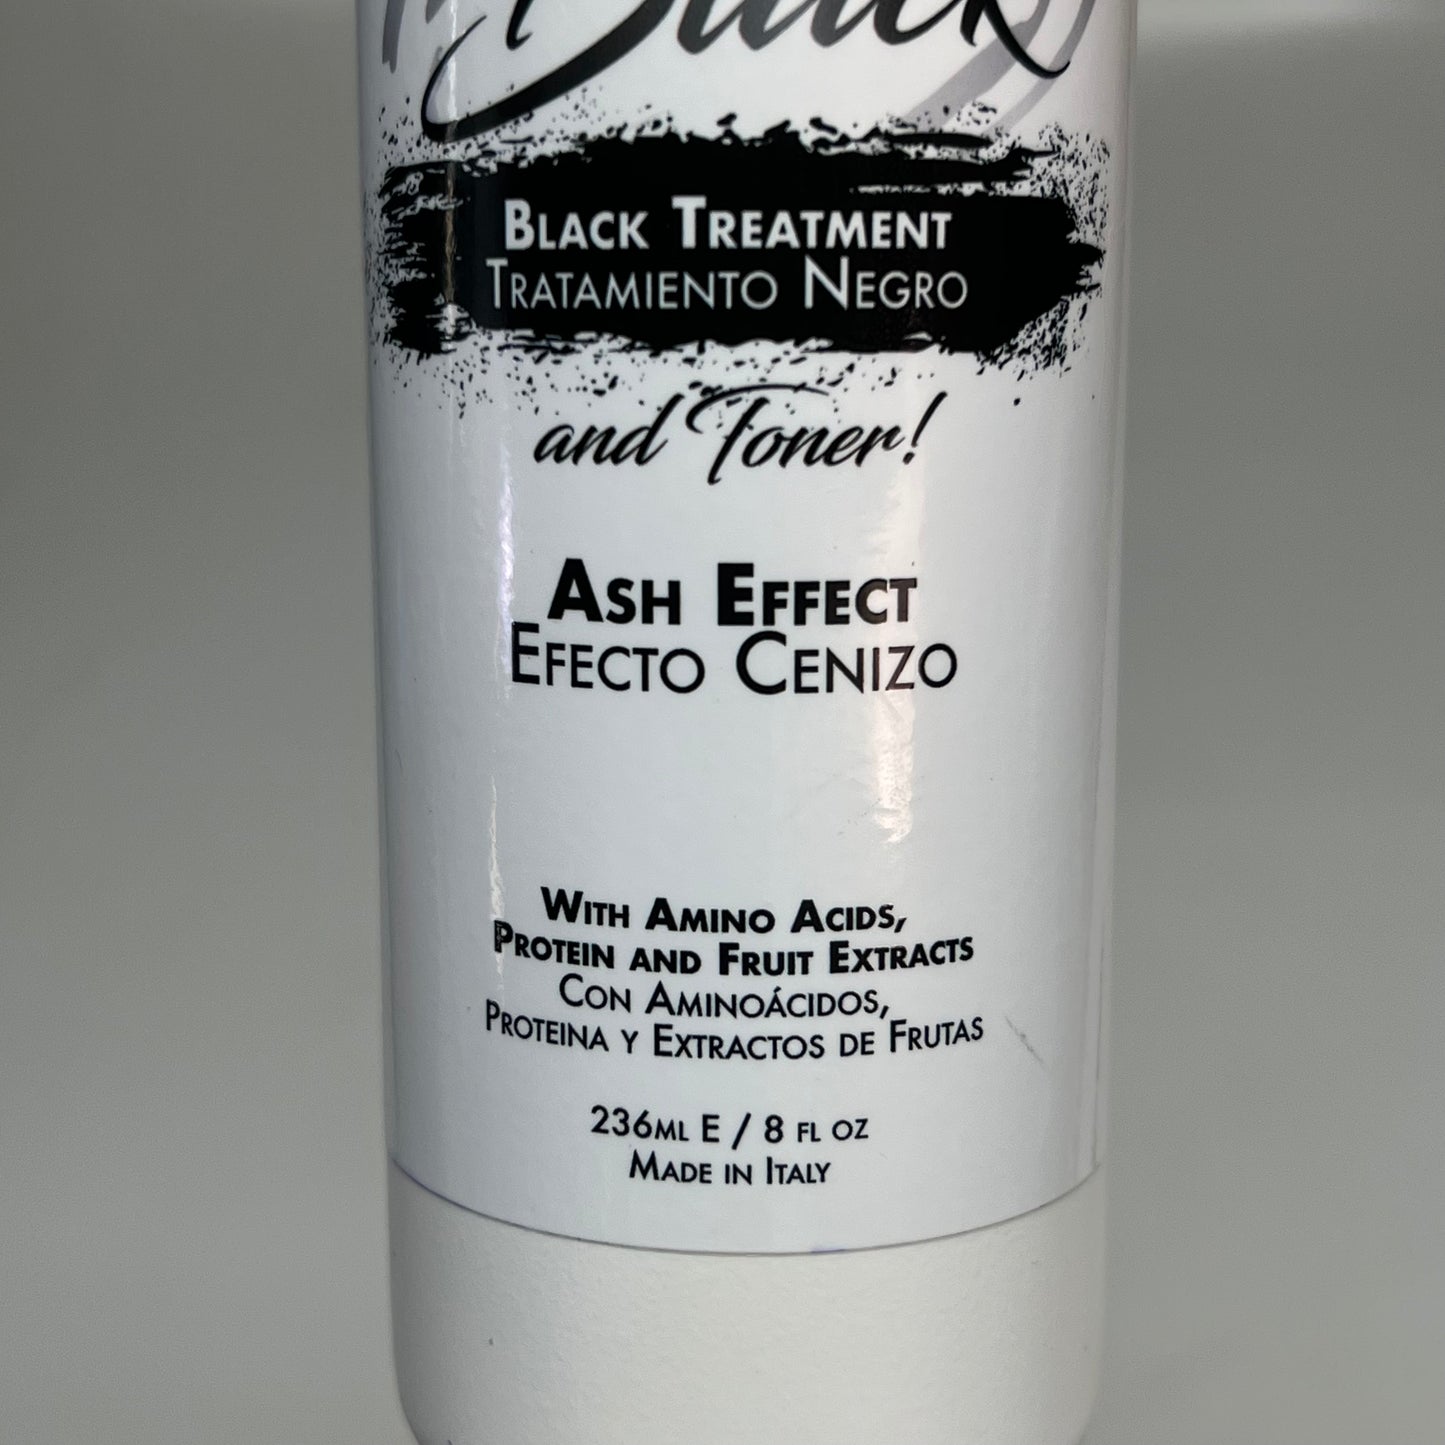 Black
BLACK TREATMENT
TRATAMIENTO NEGRO
and Toner!
ASH EFFECT
EFECTO CENIZO
WITH AMINO ACIDS,
PROTEIN AND FRUIT EXTRACTS
CON AMINOÁCIDOS,
PROTEINA Y EXTRACTOS DE FRUTAS
236ML E / 8 FL OZ
MADE IN ITALY